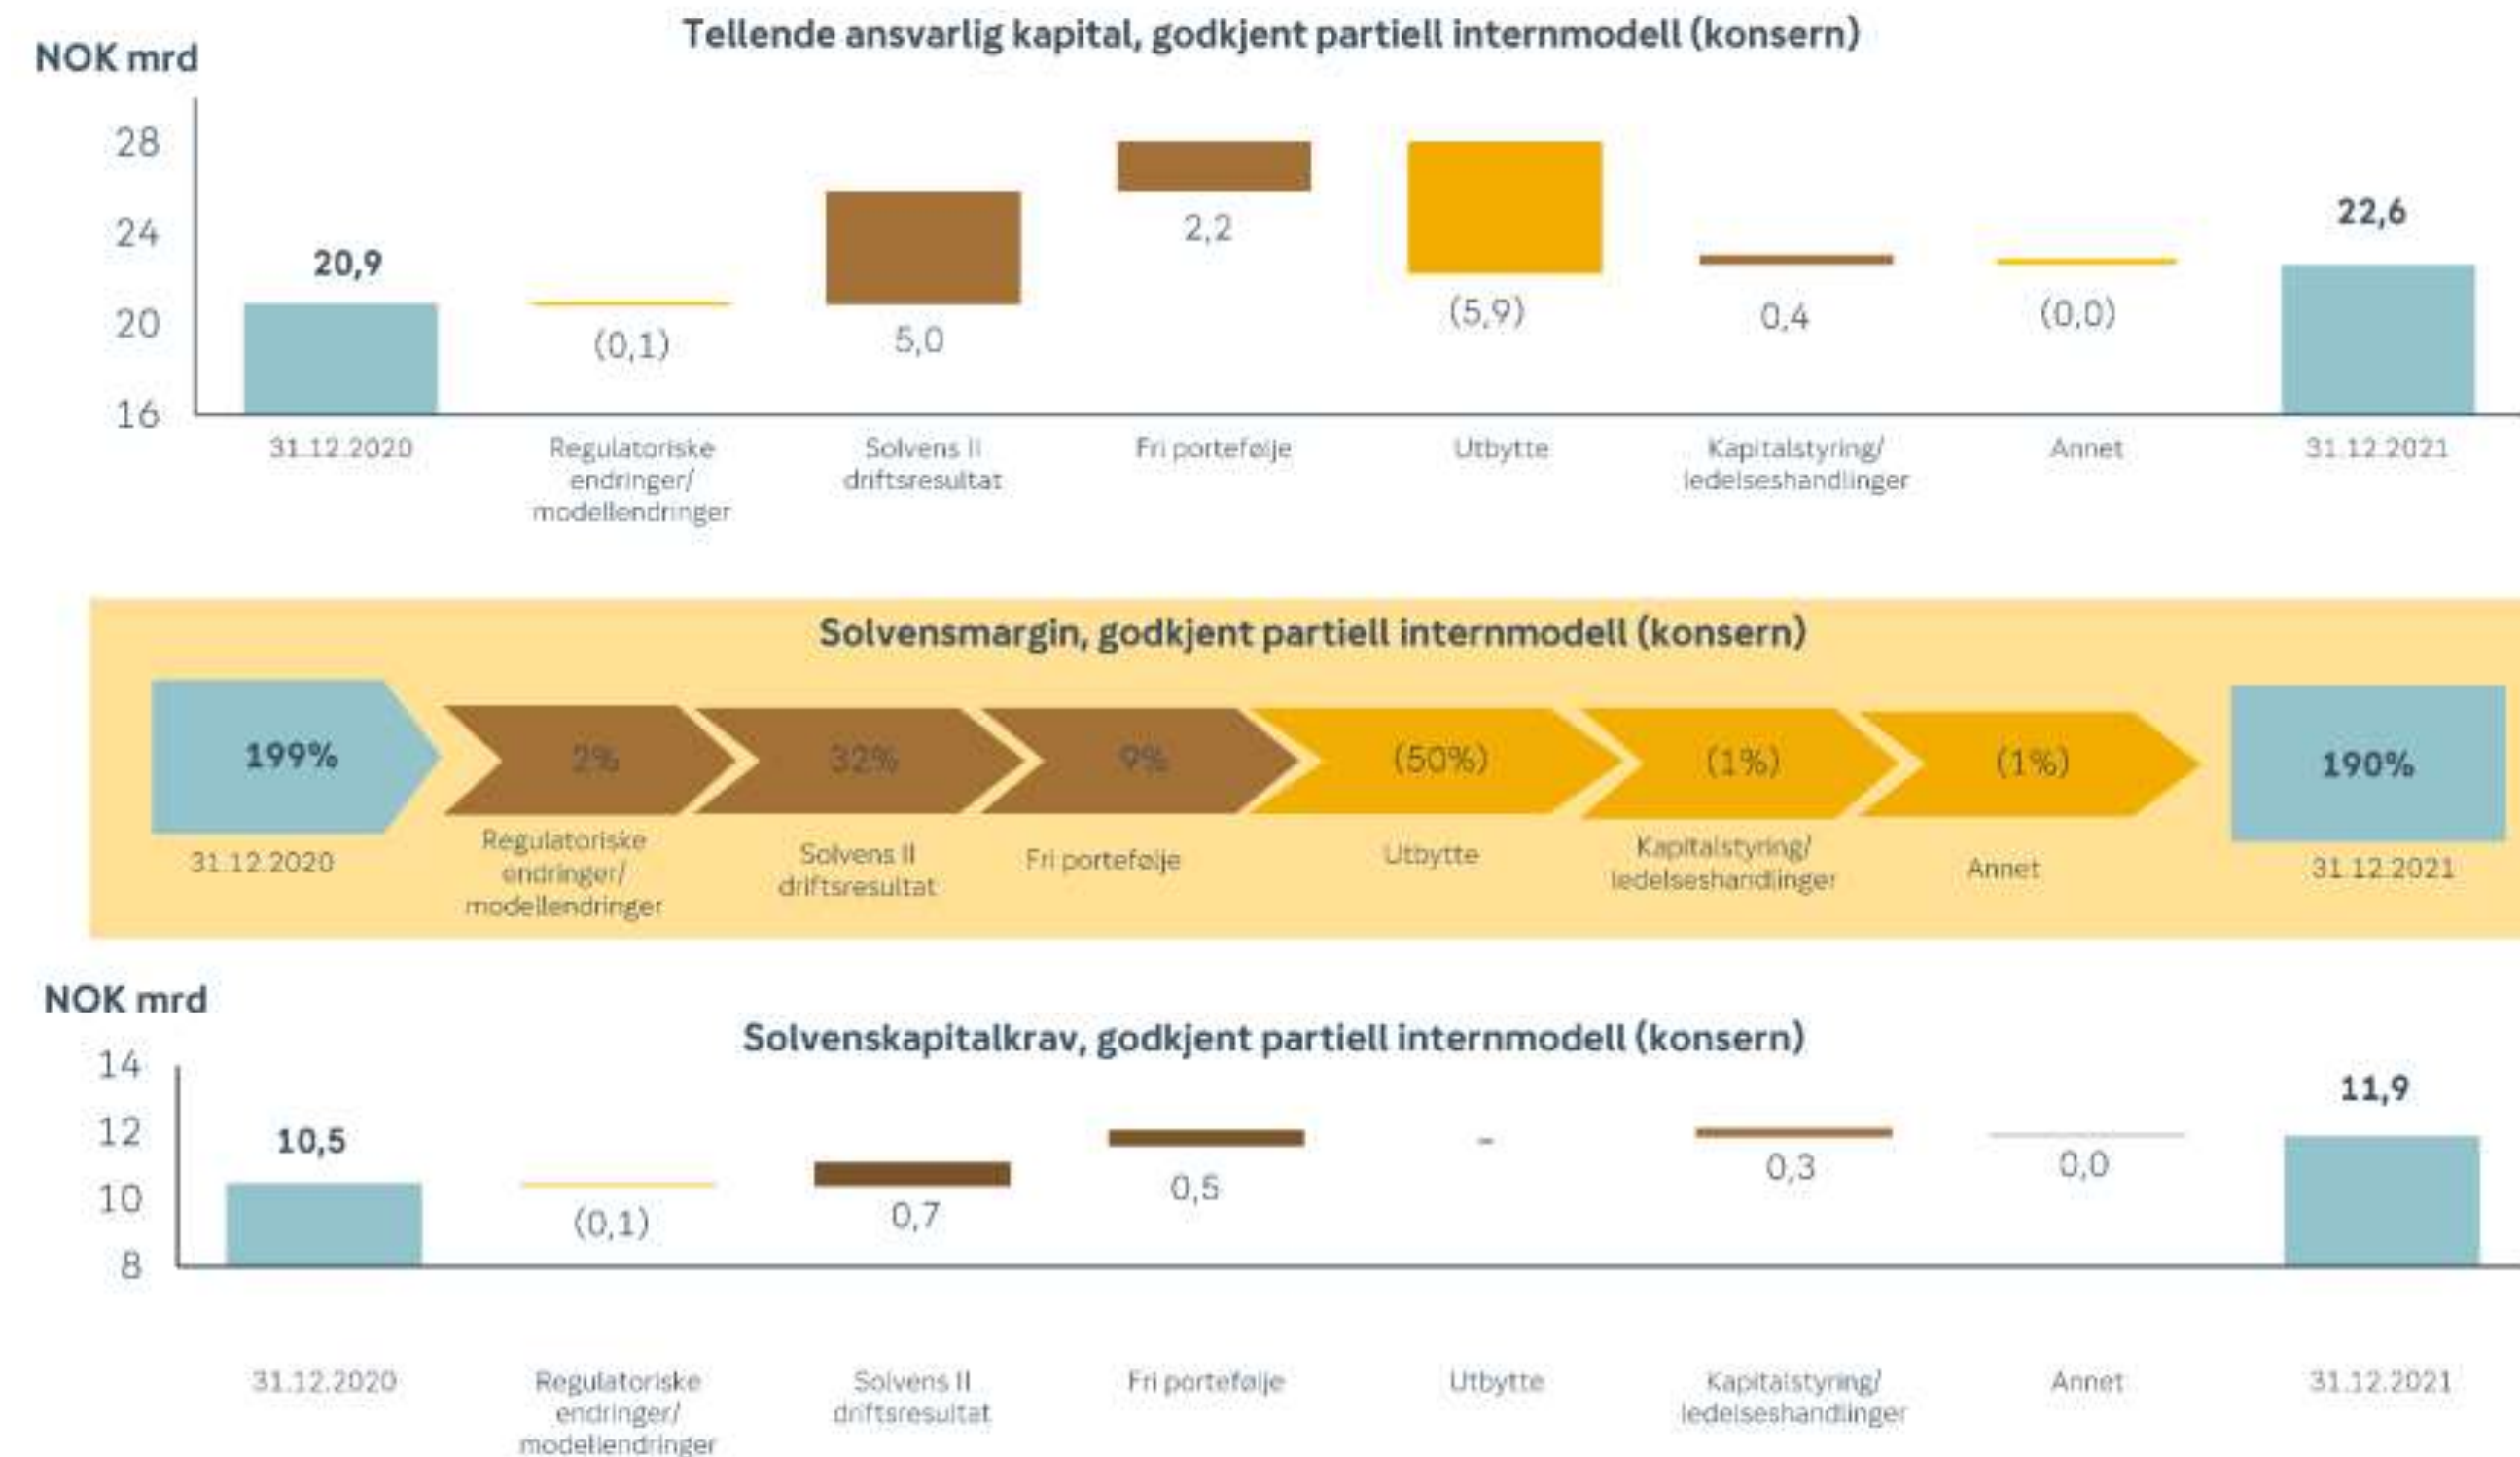 Tellende ansvarlig kapital, godkjent partiell internmodell (konsern)
NOK mrd
28
24
20
16
20,9
(0,1)
5,0
2,2
(5,9)
0,4
(0,0)
22,6
31.12.2020
Regulatoriske
endringer/
modellendringer
Solvens II
driftsresultat
Fri portefølje
Utbytte
Kapitalstyring/
ledelseshandlinger
Annet
31.12.2021
Solvensmargin, godkjent partiell internmodell (konsern)
199%
2%
32%
9%
(50%)
(1%)
(1%)
190%
31.12.2020
Regulatoriske
endringer/
modellendringer
Solvens II
driftsresultat
Fri portefølje
Utbytte
Kapitalstyring/
ledelseshandlinger
Annet
31.12.2021
NOK mrd
Solvenskapitalkrav, godkjent partiell internmodell (konsern)
14
12
10
8
10,5
(0,1)
0,7
0,5
–
0,3
0,0
11,9
31.12.2020
Regulatoriske
endringer/
modellendringer
Solvens II
driftsresultat
Fri portefølje
Utbytte
Kapitalstyring/
ledelseshandlinger
Annet
31.12.2021